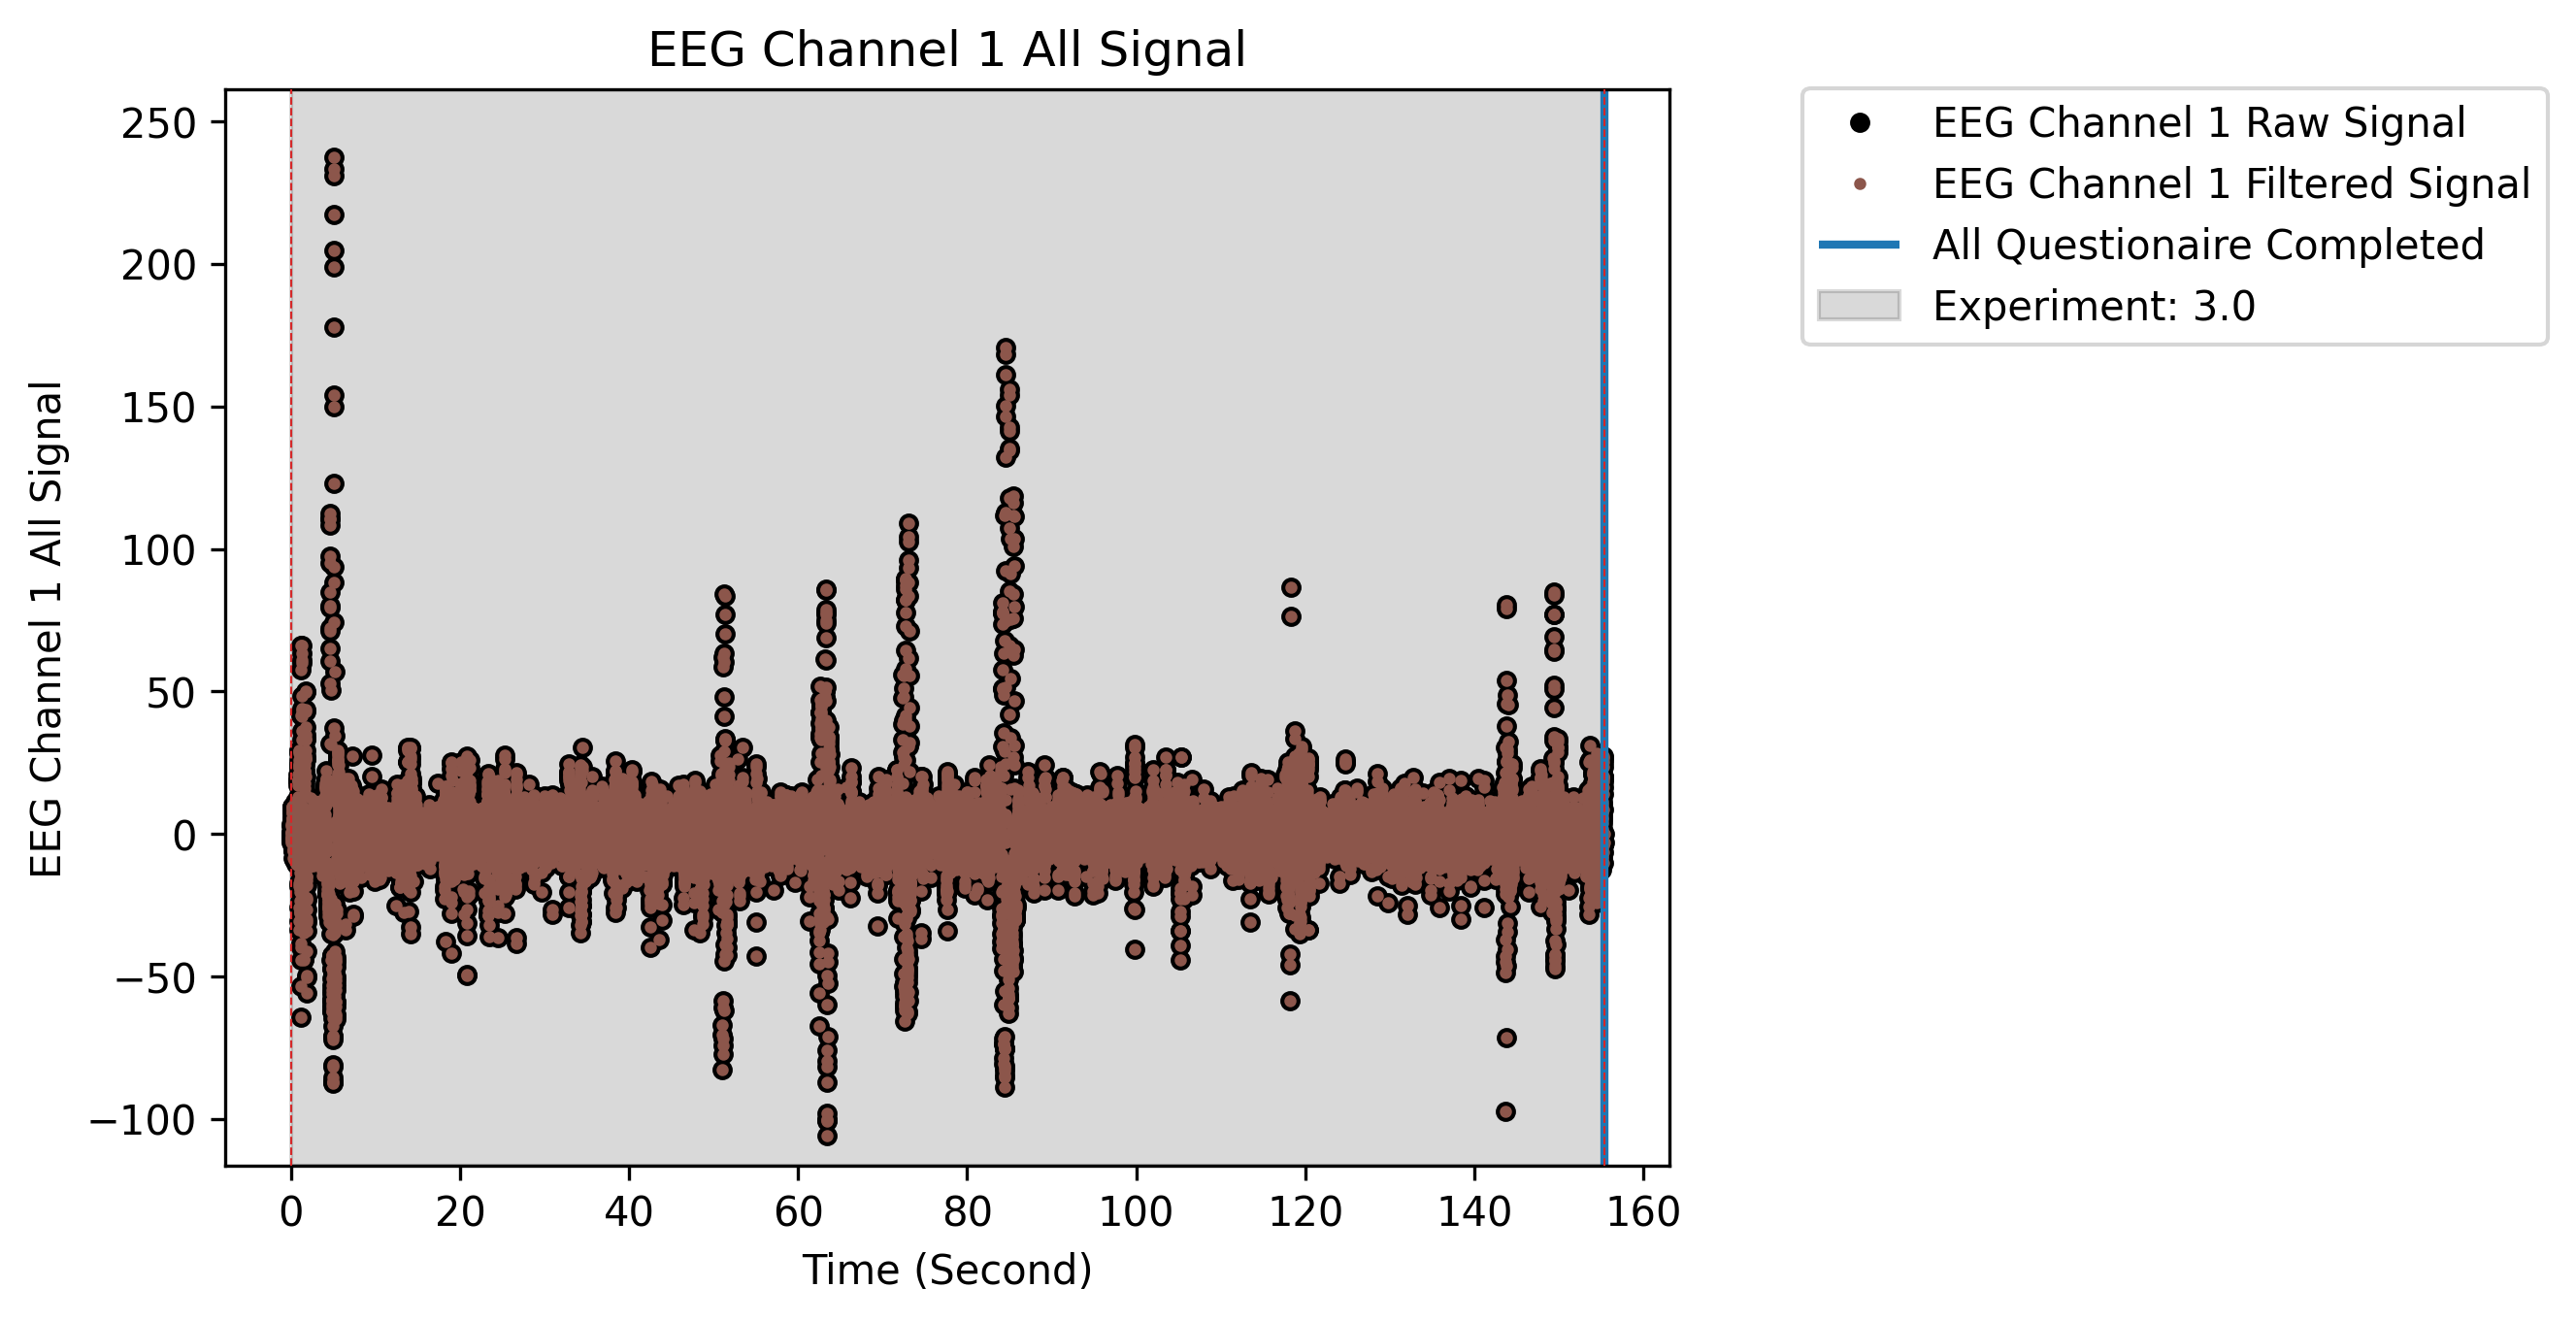 EEG Channel 1 All Signal
EEG Channel 1 All Signal
250
200
150
100
50
0
−50
−100
0 20 40 60 80 100 120 140 160
Time (Second)
EEG Channel 1 Raw Signal
EEG Channel 1 Filtered Signal
All Questionaire Completed
Experiment: 3.0